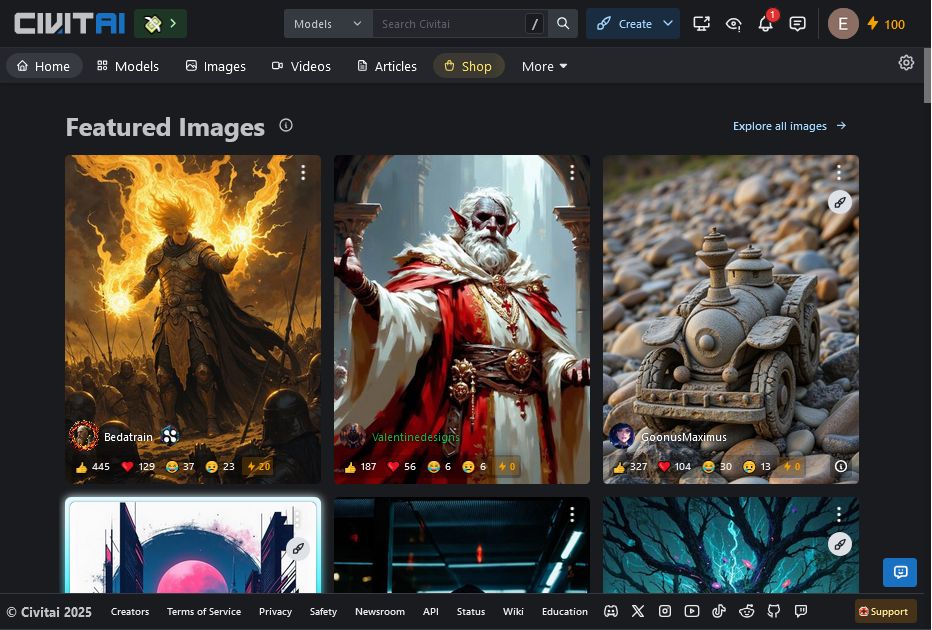 CIVITAI
Models
Search Civitai
/
Create
1
E
100
Home
Models
Images
Videos
Articles
Shop
More
Featured Images
Explore all images
Bedatrain
445 129 37 23 20
Valentinedesigns
187 56 6 6 0
GoonusMaximus
327 104 30 13 0
© Civitai 2025
Creators
Terms of Service
Privacy
Safety
Newsroom
API
Status
Wiki
Education
Support